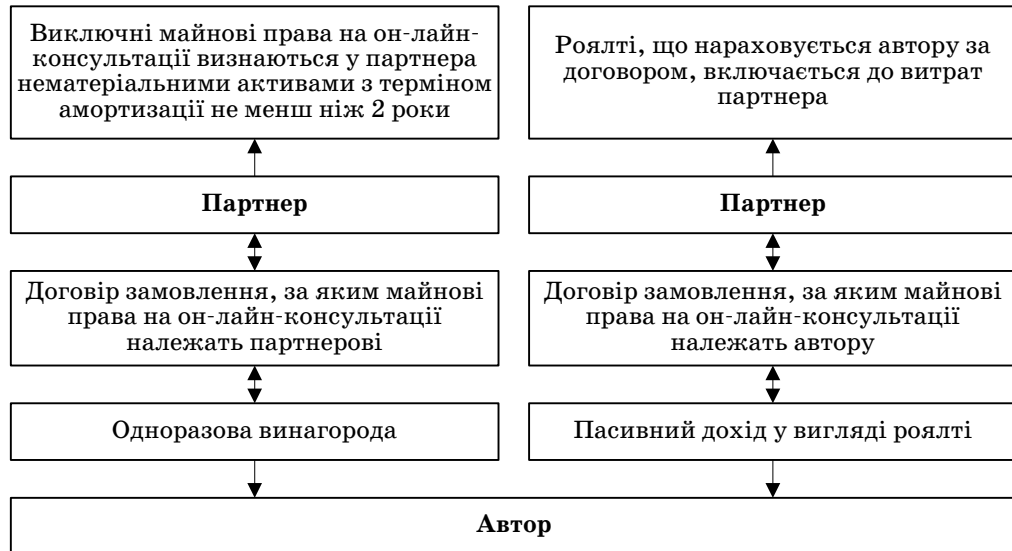 Виключні майнові права на он-лайн-
консультації визнаються у партнера
нематеріальними активами з терміном
амортизації не менш ніж 2 роки
Роялті, що нараховується автору за
договором, включається до витрат
партнера
Партнер
Партнер
Договір замовлення, за яким майнові
права на он-лайн-консультації
належать партнерові
Договір замовлення, за яким майнові
права на он-лайн-консультації
належать автору
Одноразова винагорода
Пасивний дохід у вигляді роялті
Автор